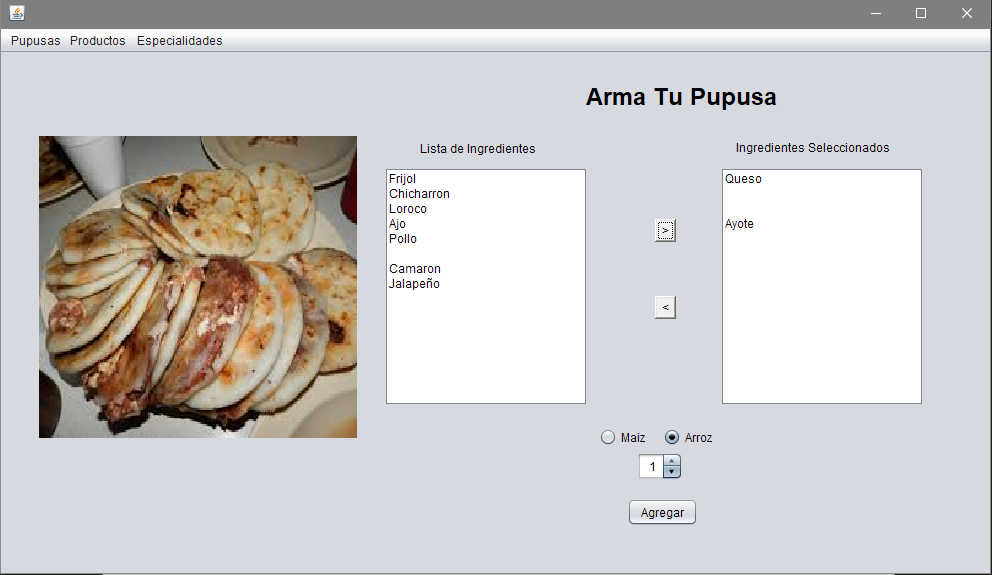 Pupusas Productos Especialidades
Arma Tu Pupusa
Lista de Ingredientes
Frijol
Chicharron
Loroco
Ajo
Pollo
Camaron
Jalapeño
>
<
Ingredientes Seleccionados
Queso
Ayote
Maiz Arroz
1
Agregar